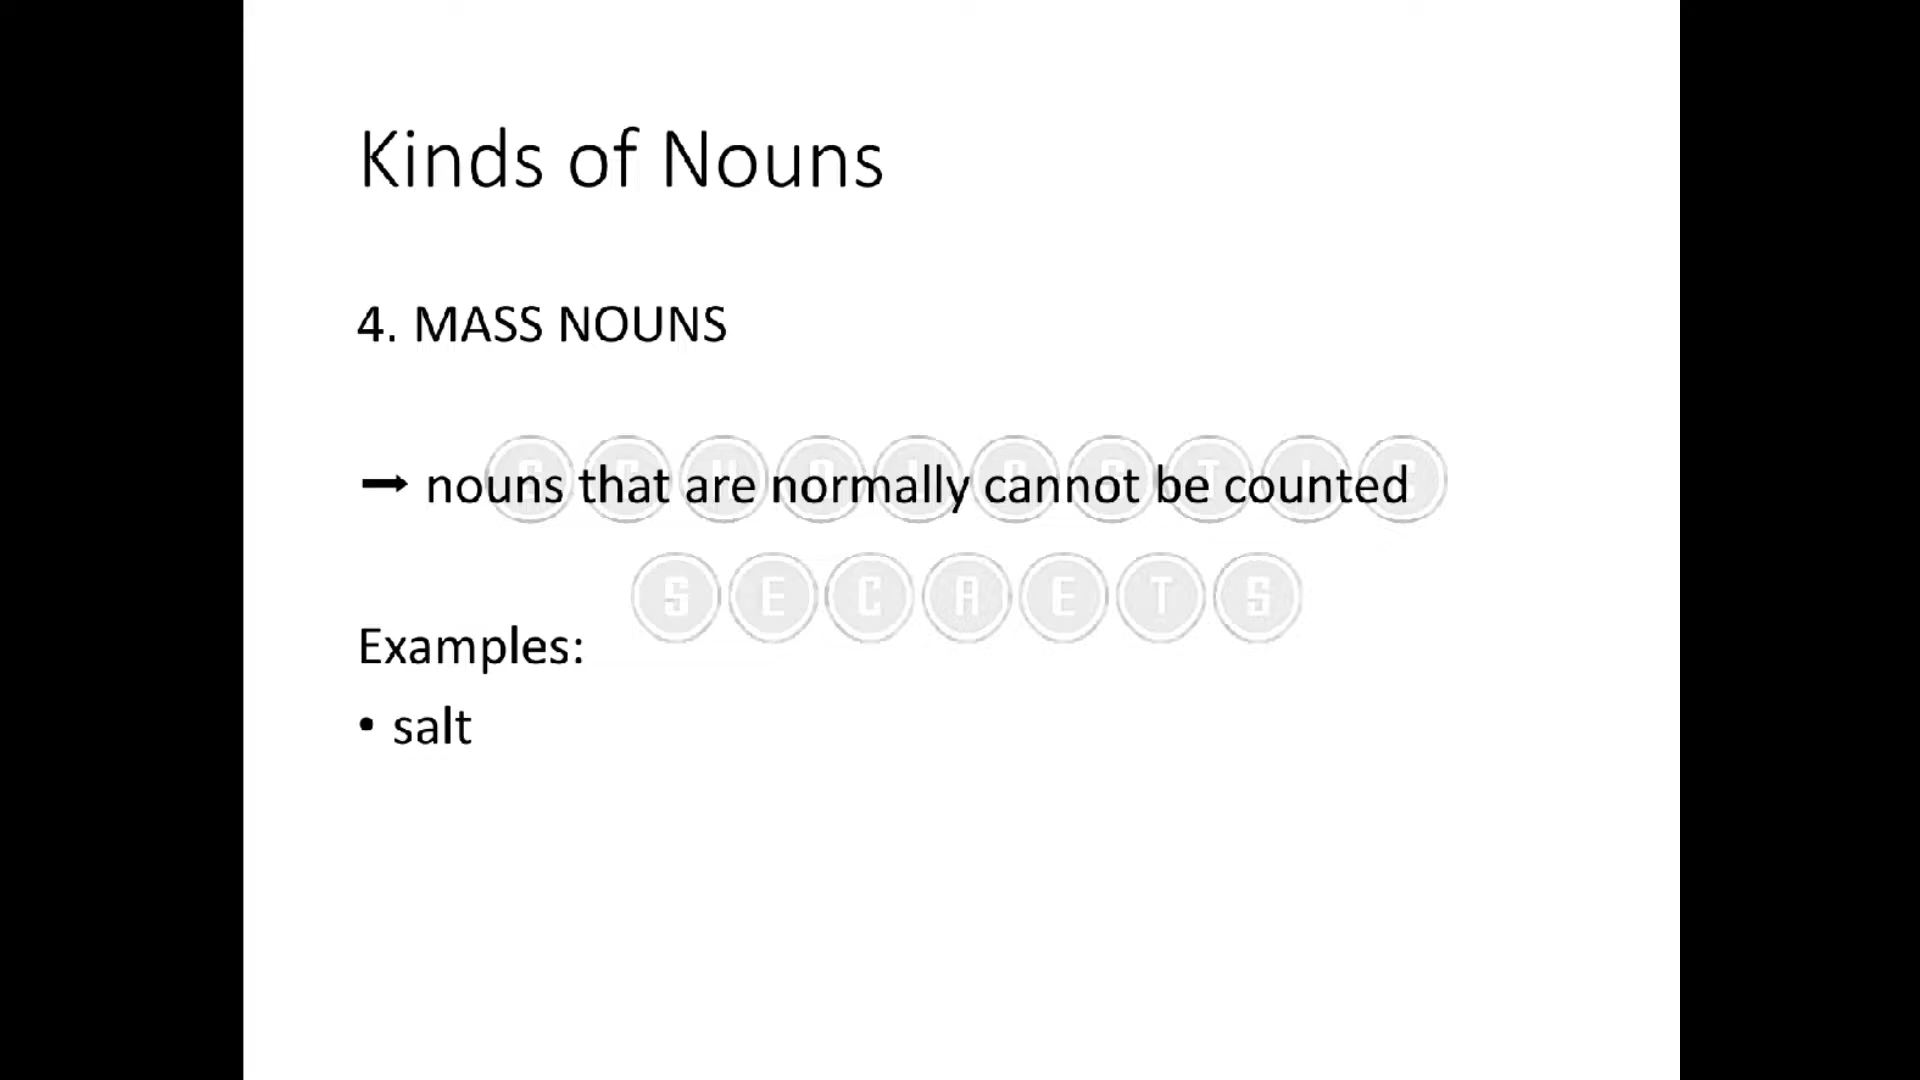 Kinds of Nouns
4. MASS NOUNS
➞ nouns that are normally cannot be counted
SECRETS
Examples:
• salt